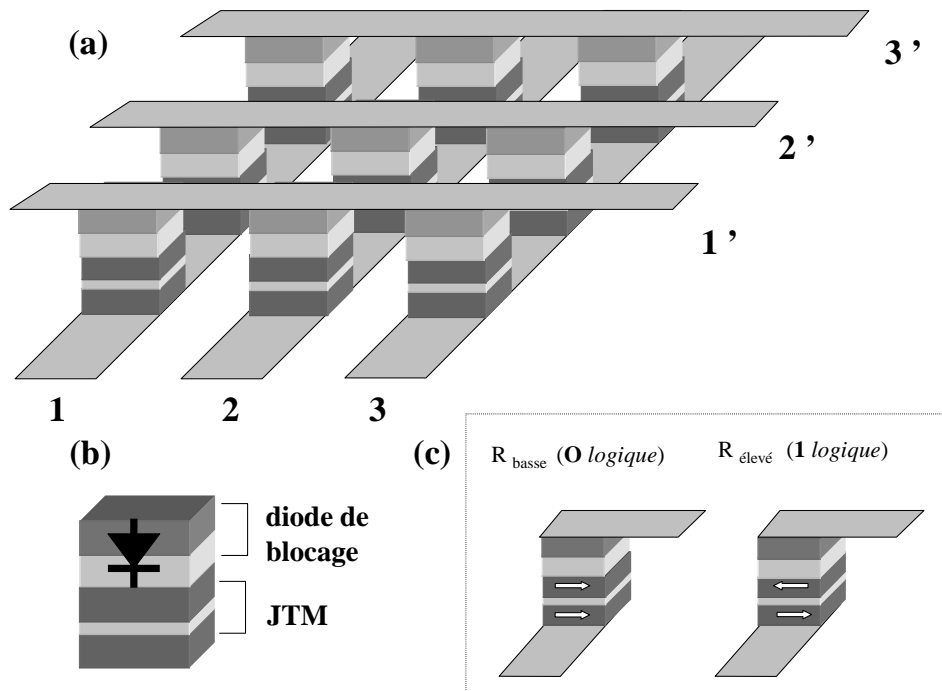 (a)
3 ’
2 ’
1 ’
1 2 3
(b)
diode de
blocage
JTM
(c)
R basse (O logique)
R élevé (1 logique)